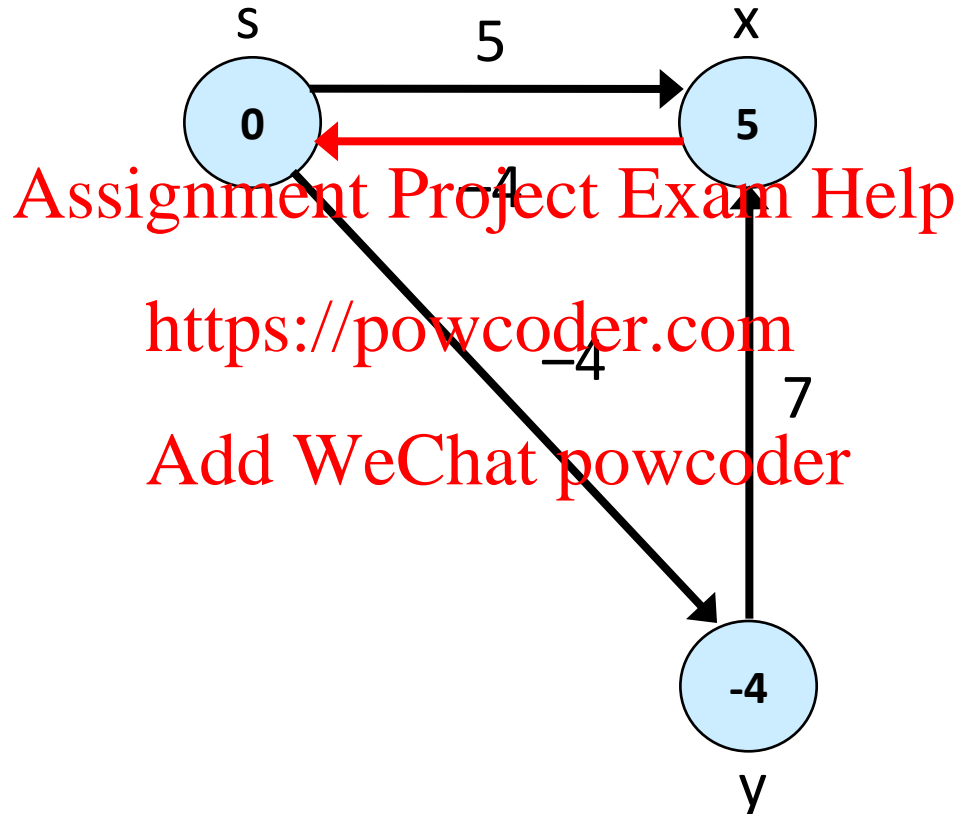 s
x
5
0
5
–4
Assignment Project Exam Help
https://powcoder.com
–4
7
Add WeChat powcoder
-4
y